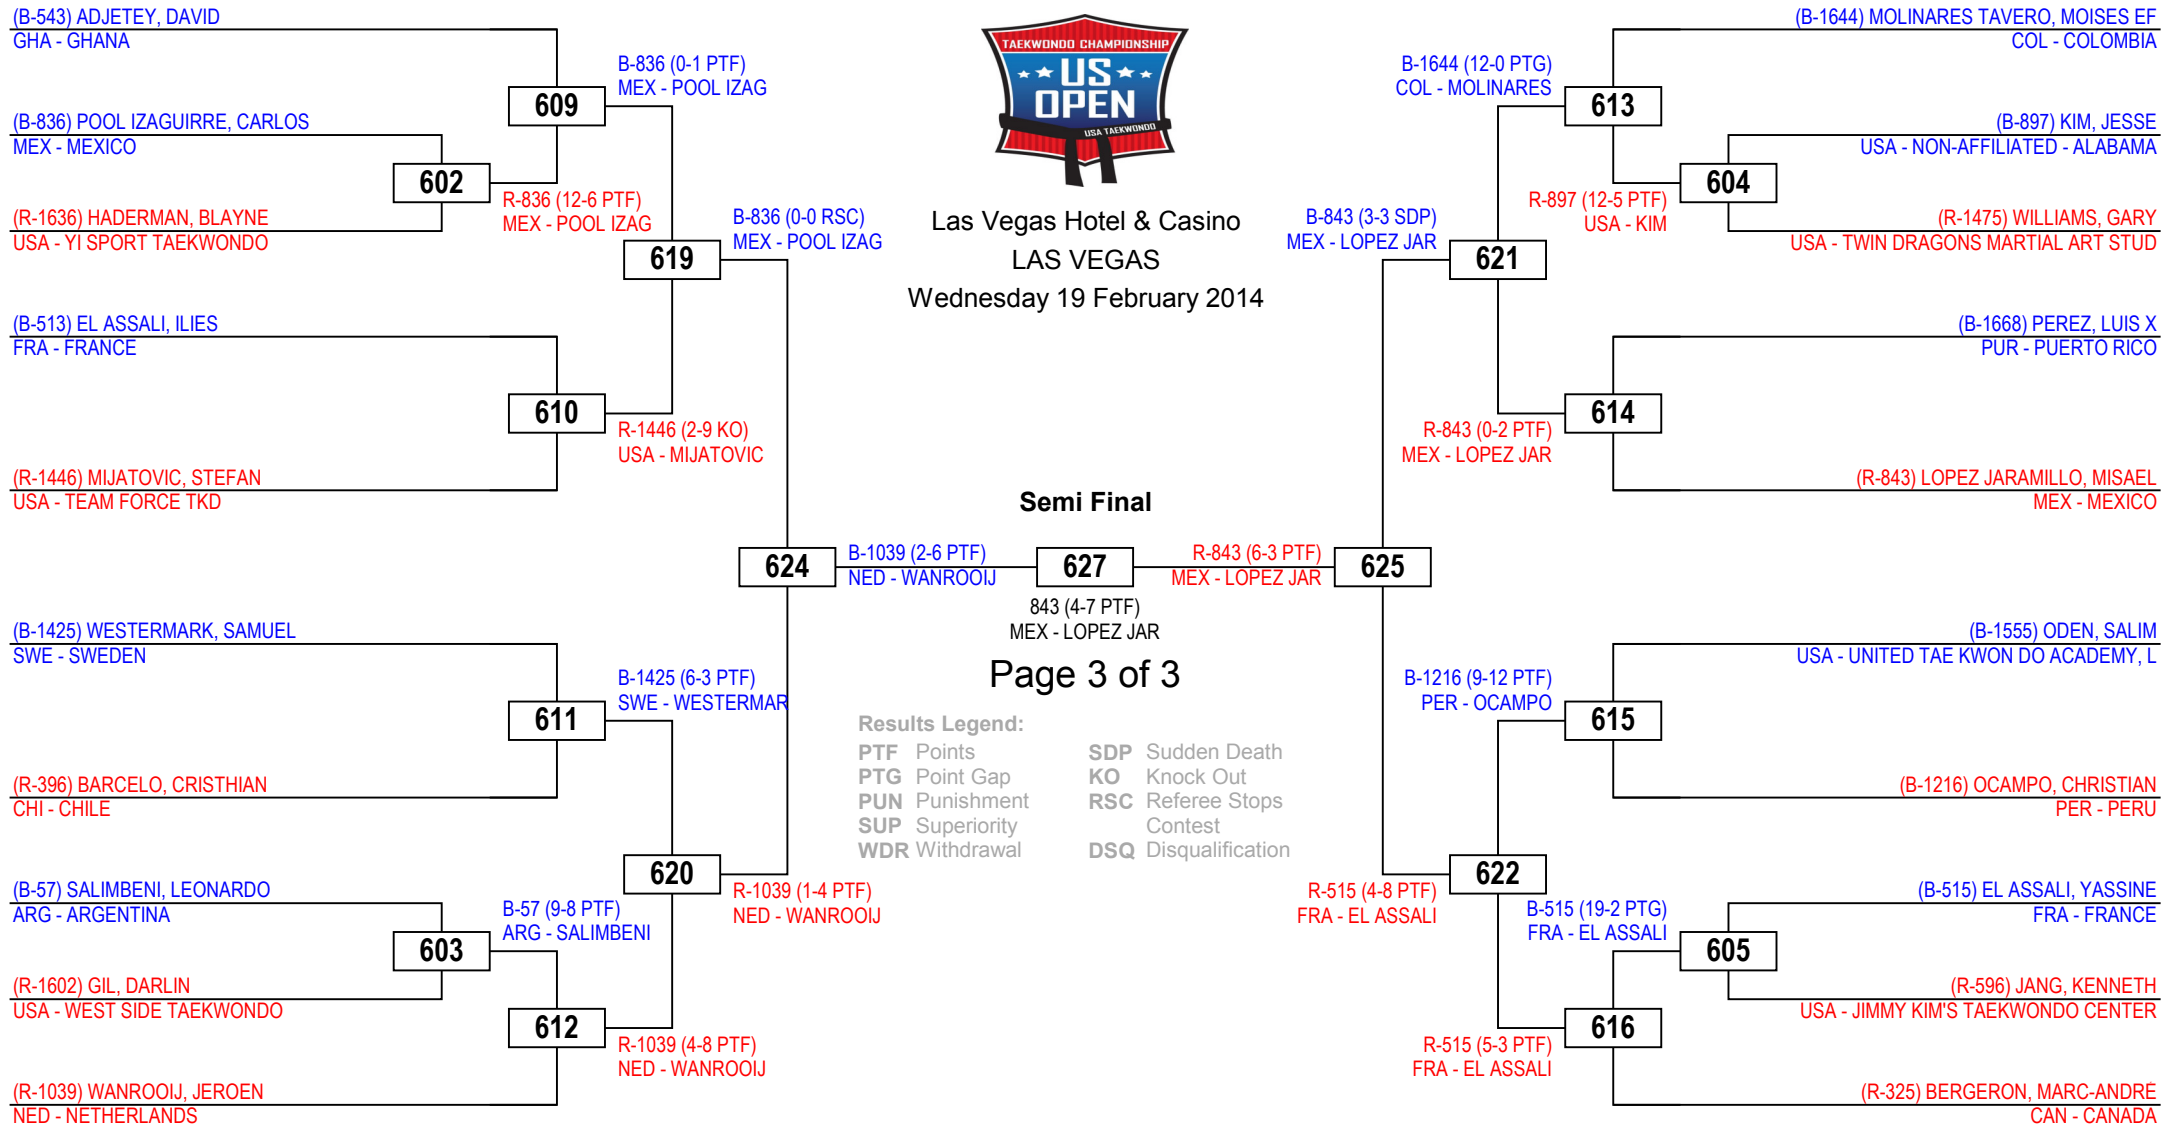 (B-543) ADJETEY, DAVID
GHA - GHANA
(B-836) POOL IZAGUIRRE, CARLOS
MEX - MEXICO
(R-1636) HADERMAN, BLAYNE
USA - YI SPORT TAEKWONDO
(B-513) EL ASSALI, ILIES
FRA - FRANCE
(R-1446) MIJATOVIC, STEFAN
USA - TEAM FORCE TKD
(B-1425) WESTERMARK, SAMUEL
SWE - SWEDEN
(R-396) BARCELO, CRISTHIAN
CHI - CHILE
(B-57) SALIMBENI, LEONARDO
ARG - ARGENTINA
(R-1602) GIL, DARLIN
USA - WEST SIDE TAEKWONDO
(R-1039) WANROOIJ, JEROEN
NED - NETHERLANDS
602
R-836 (12-6 PTF)
MEX - POOL IZAG
603
B-57 (9-8 PTF)
ARG - SALIMBENI
609
B-836 (0-1 PTF)
MEX - POOL IZAG
610
R-1446 (2-9 KO)
USA - MIJATOVIC
611
B-1425 (6-3 PTF)
SWE - WESTERMAR
612
R-1039 (4-8 PTF)
NED - WANROOIJ
619
B-836 (0-0 RSC)
MEX - POOL IZAG
620
R-1039 (1-4 PTF)
NED - WANROOIJ
624
B-1039 (2-6 PTF)
NED - WANROOIJ
TAEKWONDO CHAMPIONSHIP
US
OPEN
USA TAEKWONDO
Las Vegas Hotel & Casino
LAS VEGAS
Wednesday 19 February 2014
Semi Final
627
843 (4-7 PTF)
MEX - LOPEZ JAR
Page 3 of 3
Results Legend:
PTF Points
PTG Point Gap
PUN Punishment
SUP Superiority
WDR Withdrawal
SDP Sudden Death
KO Knock Out
RSC Referee Stops
Contest
DSQ Disqualification
R-843 (6-3 PTF)
MEX - LOPEZ JAR
625
B-843 (3-3 SDP)
MEX - LOPEZ JAR
621
R-515 (4-8 PTF)
FRA - EL ASSALI
622
B-1644 (12-0 PTG)
COL - MOLINARES
613
R-843 (0-2 PTF)
MEX - LOPEZ JAR
614
B-1216 (9-12 PTF)
PER - OCAMPO
615
R-515 (5-3 PTF)
FRA - EL ASSALI
616
R-897 (12-5 PTF)
USA - KIM
604
B-515 (19-2 PTG)
FRA - EL ASSALI
605
(B-1644) MOLINARES TAVERO, MOISES EF
COL - COLOMBIA
(B-897) KIM, JESSE
USA - NON-AFFILIATED - ALABAMA
(R-1475) WILLIAMS, GARY
USA - TWIN DRAGONS MARTIAL ART STUD
(B-1668) PEREZ, LUIS X
PUR - PUERTO RICO
(R-843) LOPEZ JARAMILLO, MISAEL
MEX - MEXICO
(B-1555) ODEN, SALIM
USA - UNITED TAE KWON DO ACADEMY, L
(B-1216) OCAMPO, CHRISTIAN
PER - PERU
(B-515) EL ASSALI, YASSINE
FRA - FRANCE
(R-596) JANG, KENNETH
USA - JIMMY KIM'S TAEKWONDO CENTER
(R-325) BERGERON, MARC-ANDRÉ
CAN - CANADA